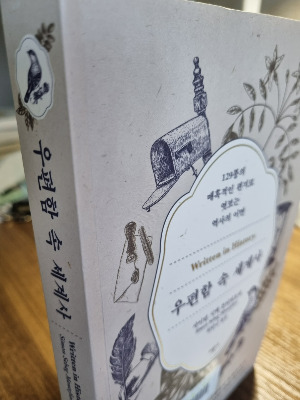 우편함 속 세계사
Written in History
129통의
매혹적인 편지로
엿보는
역사의 이면
Written in History
우편함 속 세계사